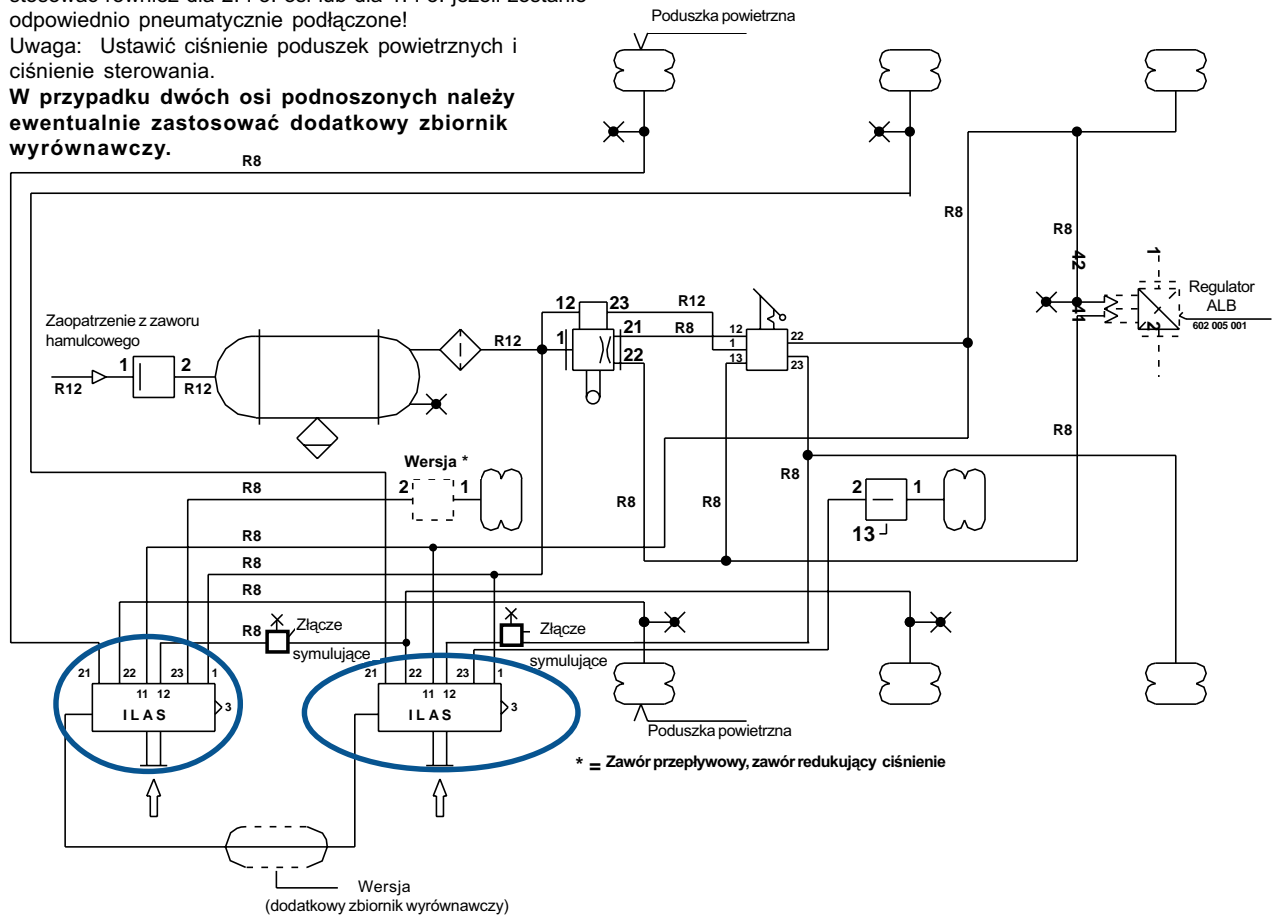 odpowiednio pneumatycznie podłączone!
Uwaga: Ustawić ciśnienie poduszek powietrznych i
ciśnienie sterowania.
W przypadku dwóch osi podnoszonych należy
ewentualnie zastosować dodatkowy zbiornik
wyrównawczy.
Poduszka powietrzna
R8
R8
R8
42
1
41
2
Regulator
ALB
602 005 001
Zaopatrzenie z zaworu
hamulcowego
1
2
R12
R12
R12
12
23
1
21
22
R12
R8
12
1
13
22
23
R8
Wersja *
R8
2
1
R8
R8
R8
2
1
13
R8
R8
R8
R8
Złącze
symulujące
Złącze
symulujące
21
22
11
12
23
1
ILAS
3
21
22
11
12
23
1
ILAS
3
Poduszka powietrzna
* = Zawór przepływowy, zawór redukujący ciśnienie
Wersja
(dodatkowy zbiornik wyrównawczy)